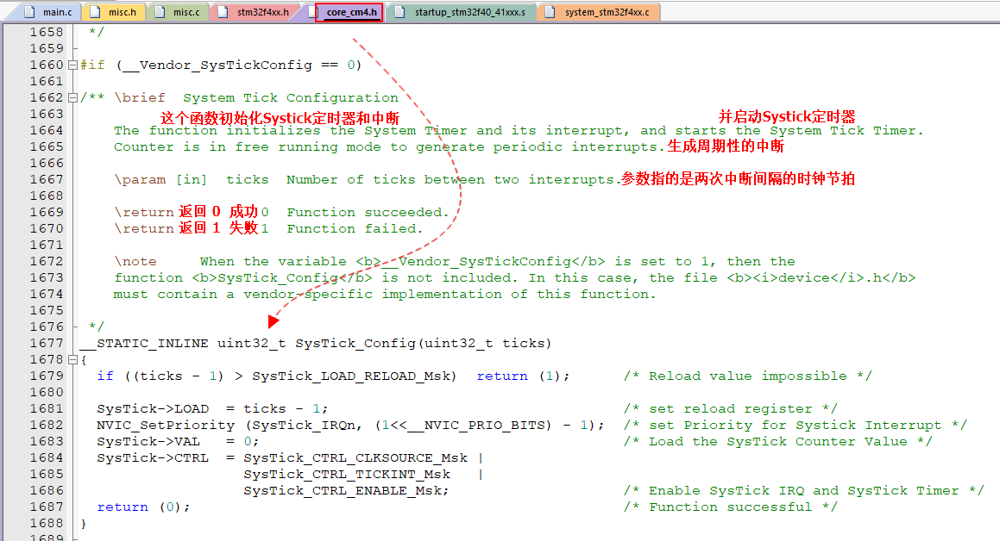 main.c misc.h misc.c stm32f4xx.h core_cm4.h startup_stm32f40_41xxx.s system_stm32f4xx.c
1658 */
1659
1660 #if (__Vendor_SysTickConfig == 0)
1661
1662 /** \brief System Tick Configuration
1663 这个函数初始化Systick定时器和中断 并启动Systick定时器
1664 The function initializes the System Timer and its interrupt, and starts the System Tick Timer.
1665 Counter is in free running mode to generate periodic interrupts. 生成周期性的中断
1666
1667 \param [in] ticks Number of ticks between two interrupts. 参数指的是两次中断间隔的时钟节拍
1668
1669 \return 返回 0 成功 0 Function succeeded.
1670 \return 返回 1 失败 1 Function failed.
1671
1672 \note When the variable <b>__Vendor_SysTickConfig</b> is set to 1, then the
1673 function <b>SysTick_Config</b> is not included. In this case, the file <b><i>device</i>.h</b>
1674 must contain a vendor-specific implementation of this function.
1675
1676 */
1677 __STATIC_INLINE uint32_t SysTick_Config(uint32_t ticks)
1678 {
1679 if ((ticks - 1) > SysTick_LOAD_RELOAD_Msk) return (1); /* Reload value impossible */
1680
1681 SysTick->LOAD = ticks - 1; /* set reload register */
1682 NVIC_SetPriority (SysTick_IRQn, (1<<__NVIC_PRIO_BITS) - 1); /* set Priority for Systick Interrupt */
1683 SysTick->VAL = 0; /* Load the SysTick Counter Value */
1684 SysTick->CTRL = SysTick_CTRL_CLKSOURCE_Msk |
1685 SysTick_CTRL_TICKINT_Msk |
1686 SysTick_CTRL_ENABLE_Msk; /* Enable SysTick IRQ and SysTick Timer */
1687 return (0); /* Function successful */
1688 }
1689